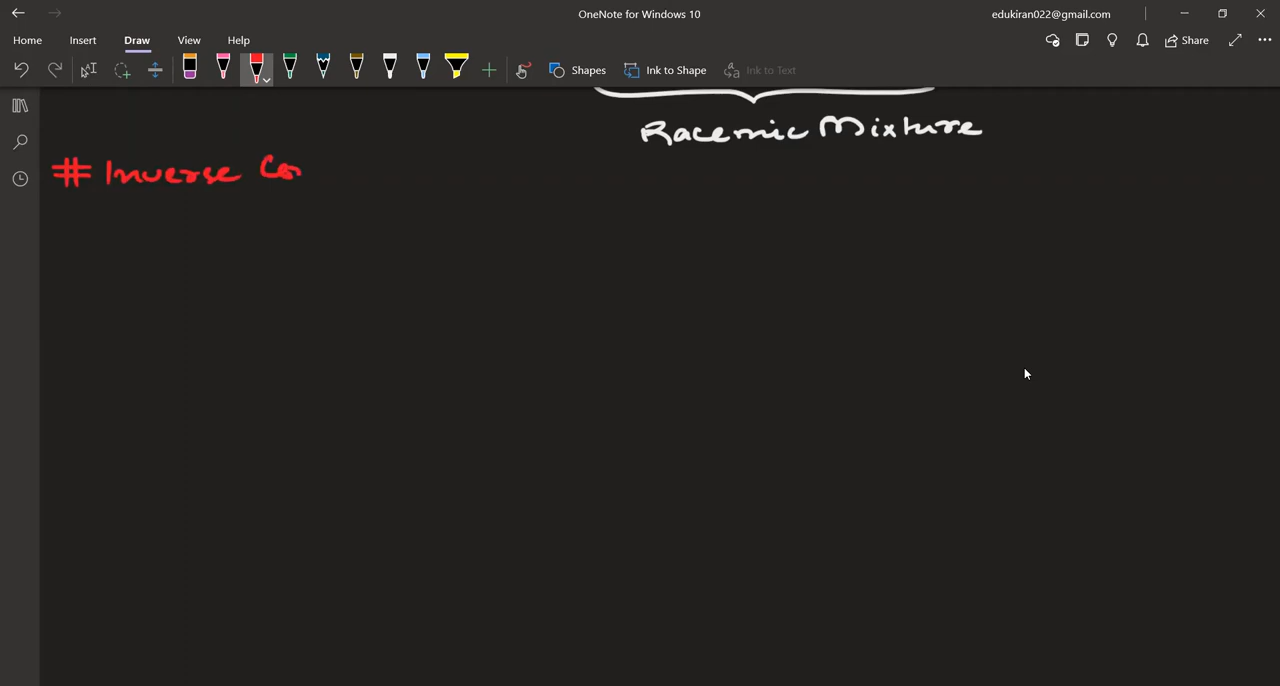 OneNote for Windows 10
edukiran022@gmail.com
Home Insert Draw View Help
Share
Shapes Ink to Shape Ink to Text
Racemic Mixture
# Inverse Co